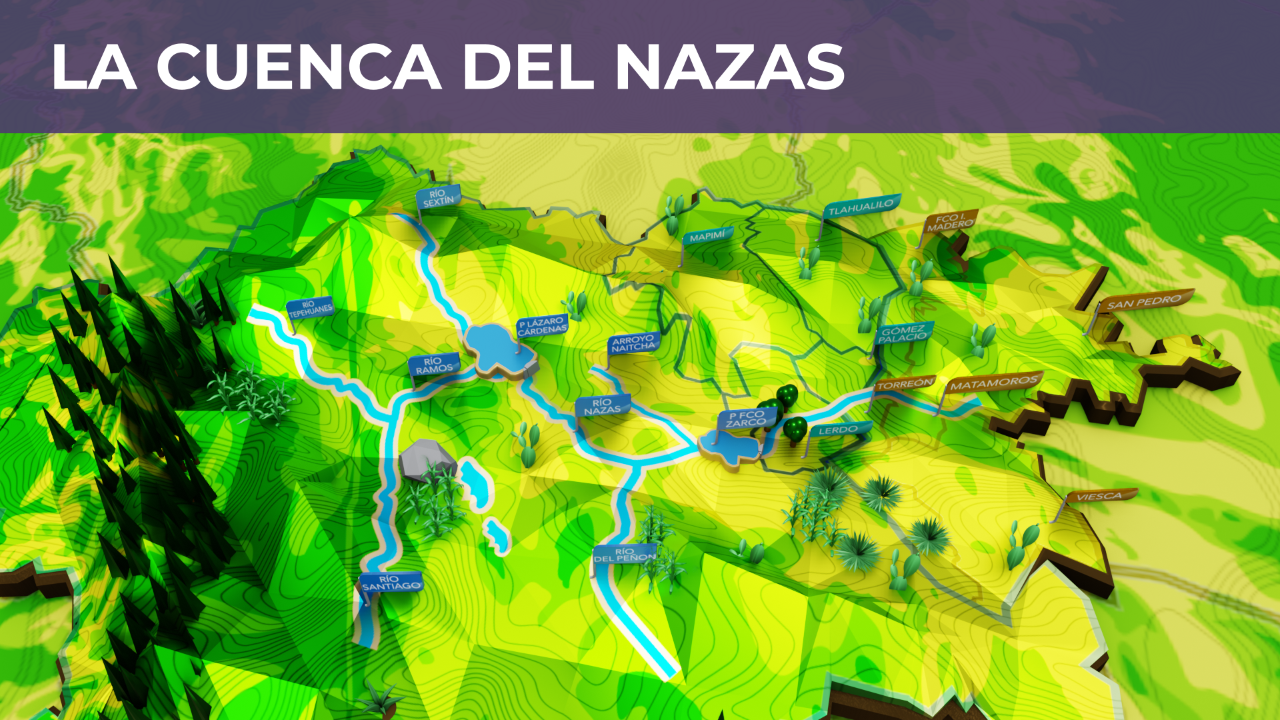 LA CUENCA DEL NAZAS
RÍO
SEXTÍN
TLAHUALILO
FCO I.
MADERO
MAPIMÍ
RÍO
TEPEHUANES
SAN PEDRO
P LÁZARO
CÁRDENAS
ARROYO
NAITCHA
GÓMEZ
PALACIO
RÍO
RAMOS
TORREÓN
MATAMOROS
RÍO
NAZAS
P FCO
ZARCO
LERDO
VIESCA
RÍO
DEL PEÑÓN
RÍO
SANTIAGO